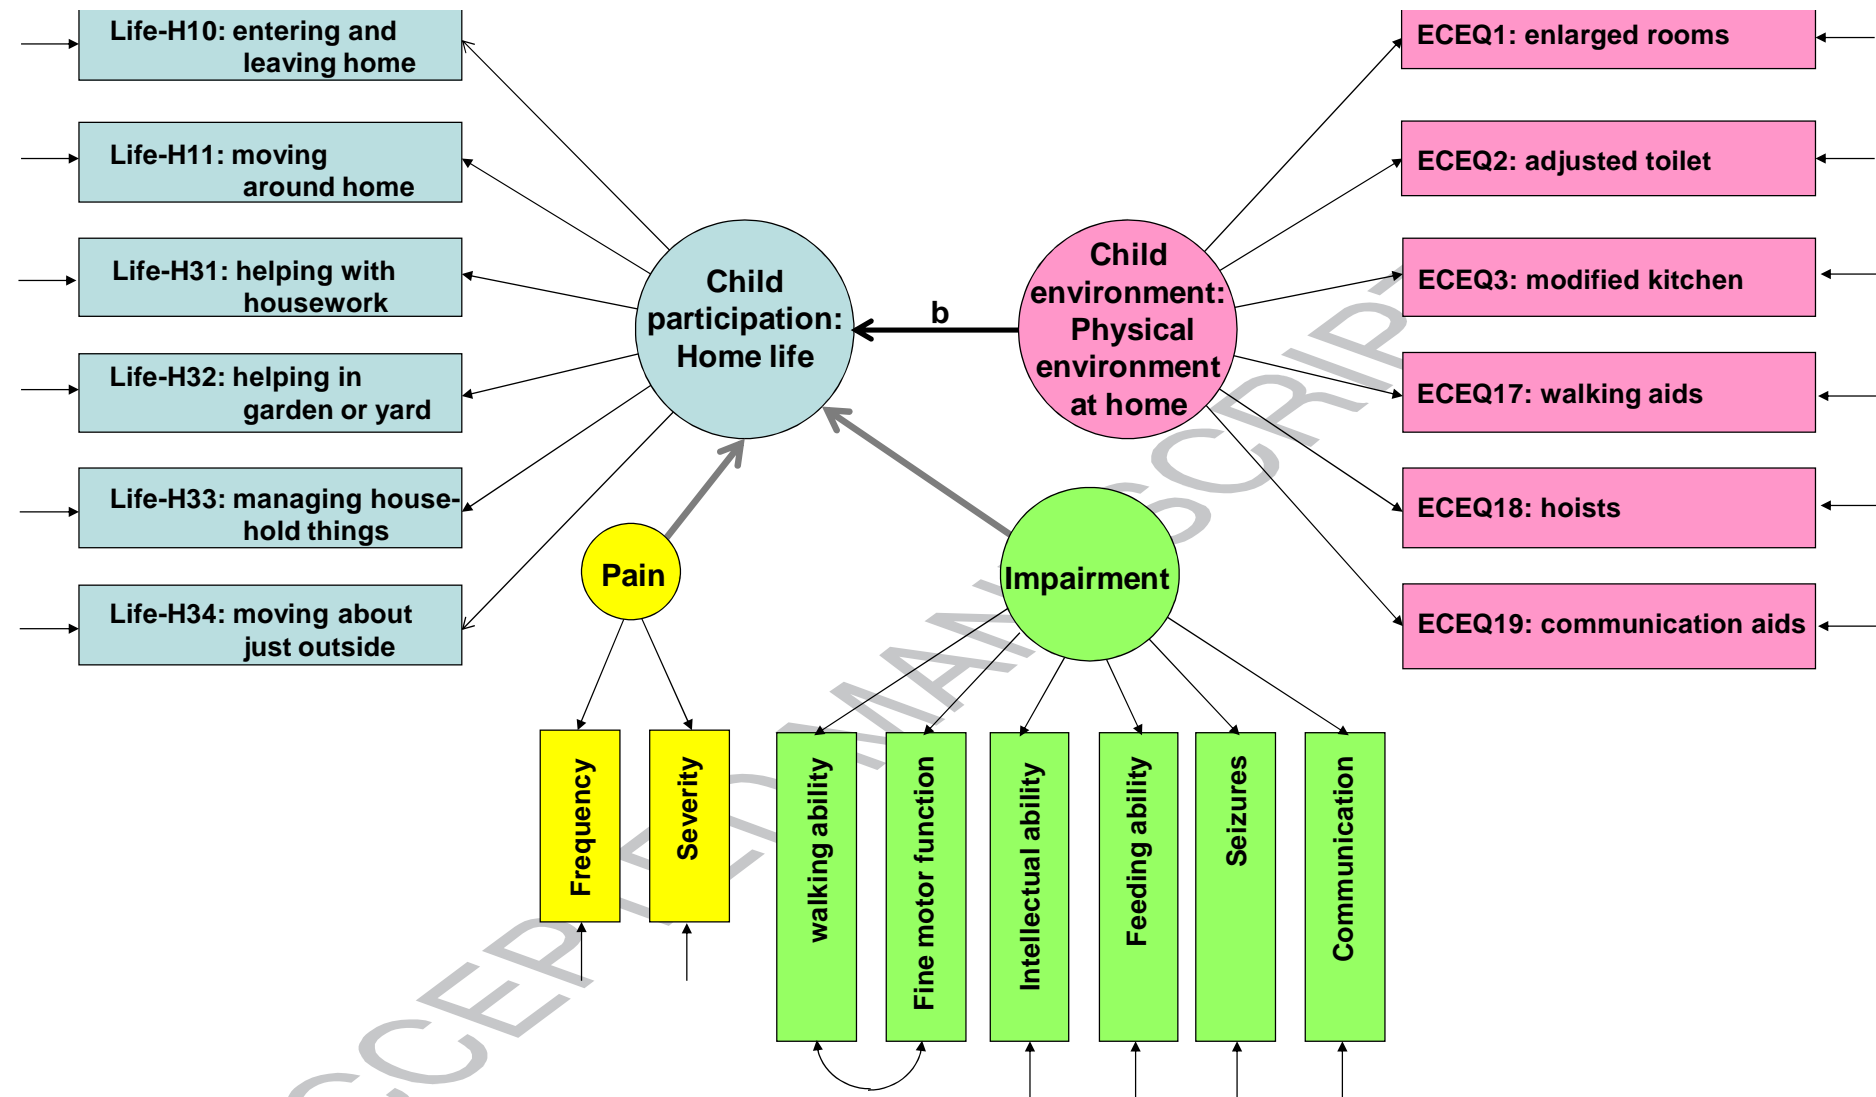 Life-H10: entering and
leaving home
Life-H11: moving
around home
Life-H31: helping with
housework
Life-H32: helping in
garden or yard
Life-H33: managing house-
hold things
Life-H34: moving about
just outside
Child
participation:
Home life
b
Child
environment:
Physical
environment
at home
ECEQ1: enlarged rooms
ECEQ2: adjusted toilet
ECEQ3: modified kitchen
ECEQ17: walking aids
ECEQ18: hoists
ECEQ19: communication aids
Pain
Impairment
Frequency
Severity
walking ability
Fine motor function
Intellectual ability
Feeding ability
Seizures
Communication